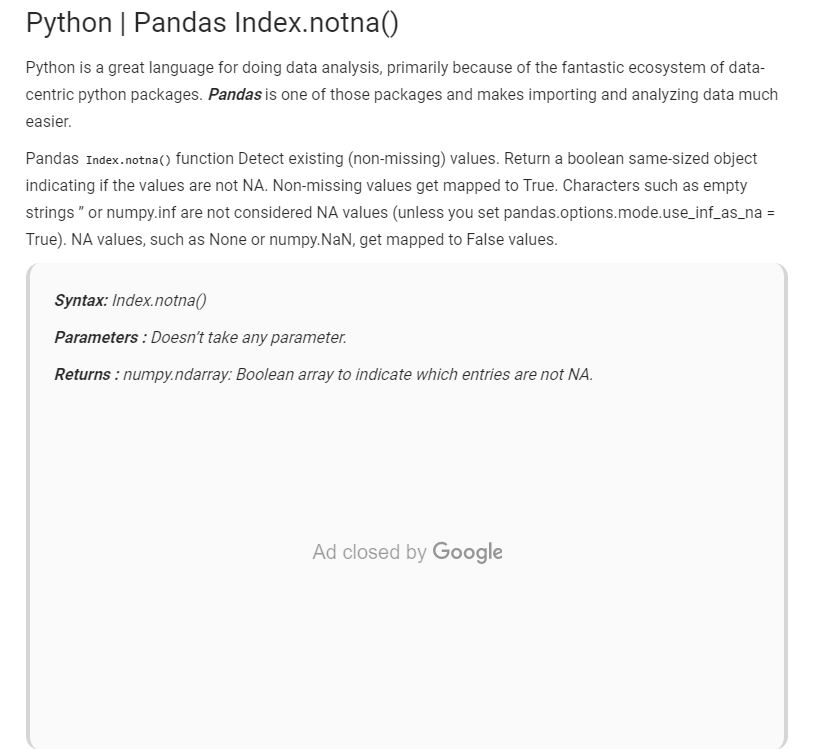 Python | Pandas Index.notna()
Python is a great language for doing data analysis, primarily because of the fantastic ecosystem of data-
centric python packages. Pandas is one of those packages and makes importing and analyzing data much
easier.
Pandas Index.notna() function Detect existing (non-missing) values. Return a boolean same-sized object
indicating if the values are not NA. Non-missing values get mapped to True. Characters such as empty
strings ” or numpy.inf are not considered NA values (unless you set pandas.options.mode.use_inf_as_na =
True). NA values, such as None or numpy.NaN, get mapped to False values.
Syntax: Index.notna()
Parameters : Doesn’t take any parameter.
Returns : numpy.ndarray: Boolean array to indicate which entries are not NA.
Ad closed by Google